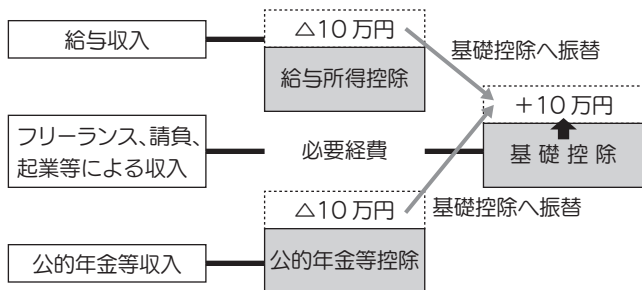 給与収入
△10万円
給与所得控除
基礎控除へ振替
フリーランス、請負、
起業等による収入
必要経費
+10万円
基礎控除
公的年金等収入
△10万円
公的年金等控除
基礎控除へ振替